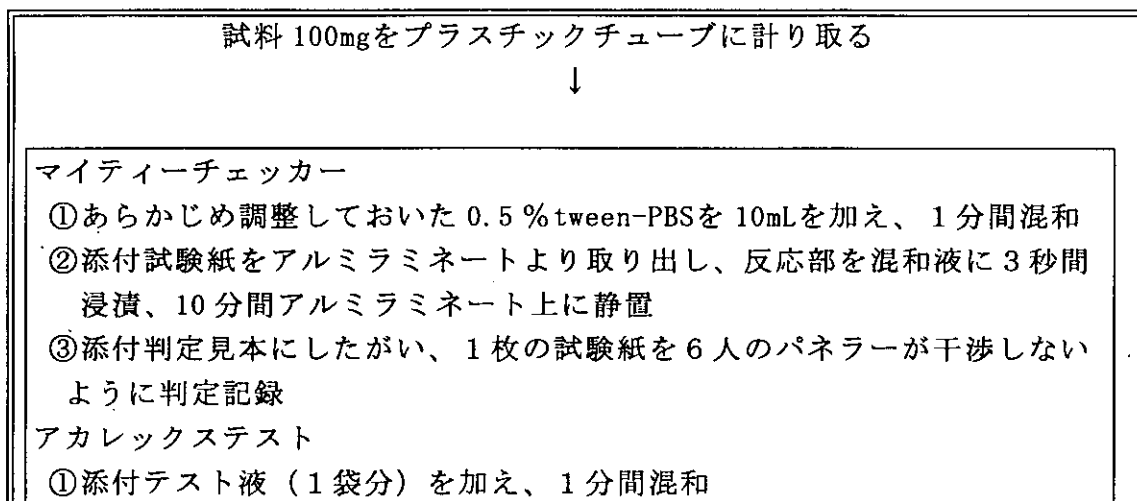 試料 100mgをプラスチックチューブに計り取る
↓
マイティーチェッカー
①あらかじめ調整しておいた 0.5％tween-PBSを 10mLを加え、1分間混和
②添付試験紙をアルミラミネートより取り出し、反応部を混和液に3秒間
浸漬、10分間アルミラミネート上に静置
③添付判定見本にしたがい、1枚の試験紙を6人のパネラーが干渉しない
ように判定記録
アカレックステスト
①添付テスト液（1袋分）を加え、1分間混和